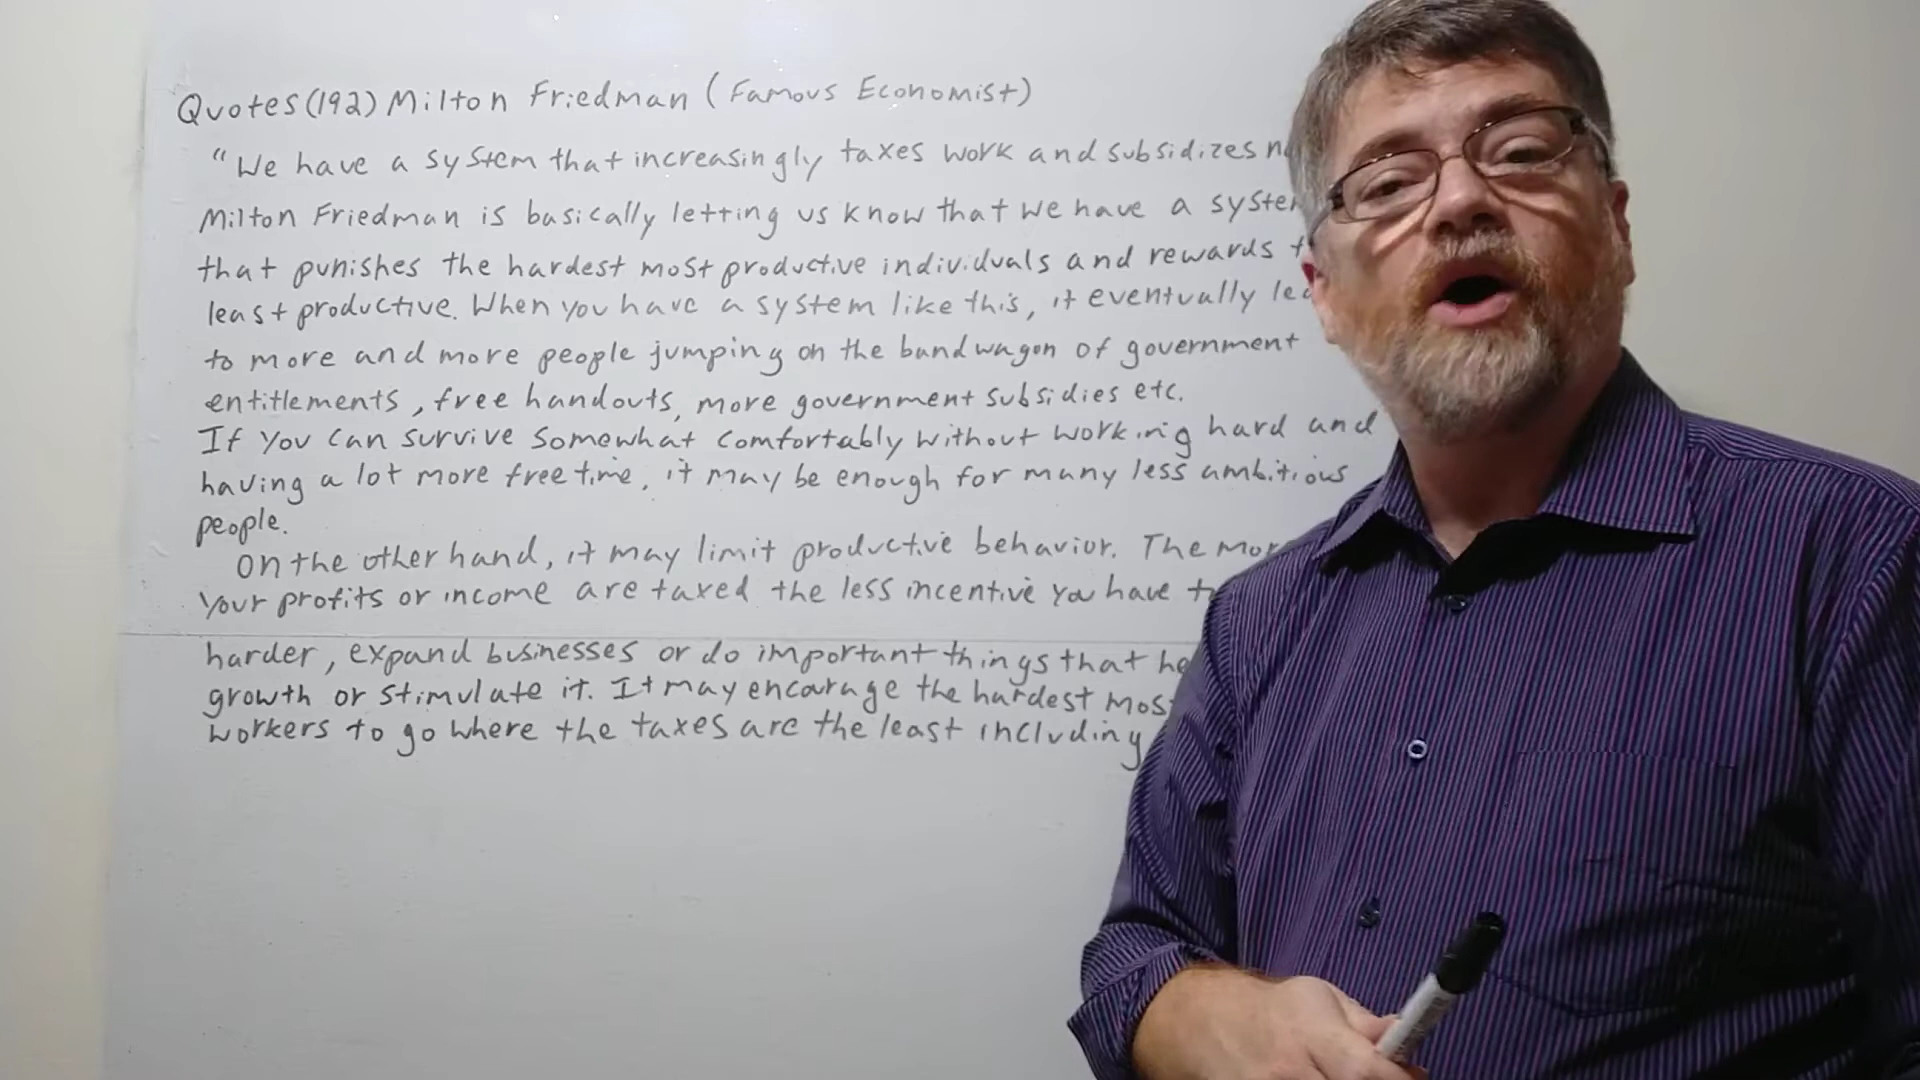 Quotes(192) Milton Friedman (Famous Economist)
"We have a system that increasingly taxes work and subsidizes
Milton Friedman is basically letting us know that we have a
that punishes the hardest most productive individuals and rewards
least productive. When you have a system like this, it eventually
to more and more people jumping on the bandwagon of government
entitlements, free handouts, more government subsidies etc.
If you can survive somewhat comfortably without working hard and
having a lot more free time, it may be enough for many less ambitious
people.
On the other hand, it may limit productive behavior. The
your profits or income are taxed the less incentive you have
harder, expand businesses or do important things that
growth or stimulate it. It may encourage the hardest
workers to go where the taxes are the least including